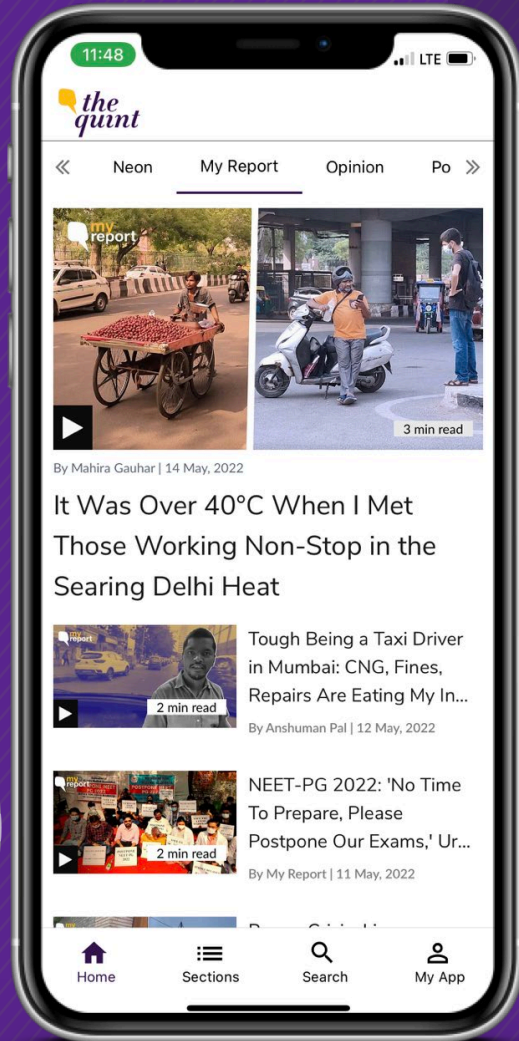 11:48
LTE
the
quint
Neon
My Report
Opinion
Po
my
report
3 min read
By Mahira Gauhar | 14 May, 2022
It Was Over 40°C When I Met
Those Working Non-Stop in the
Searing Delhi Heat
my
report
2 min read
Tough Being a Taxi Driver
in Mumbai: CNG, Fines,
Repairs Are Eating My In...
By Anshuman Pal | 12 May, 2022
my
report
2 min read
NEET-PG 2022: 'No Time
To Prepare, Please
Postpone Our Exams,' Ur...
By My Report | 11 May, 2022
Home
Sections
Search
My App